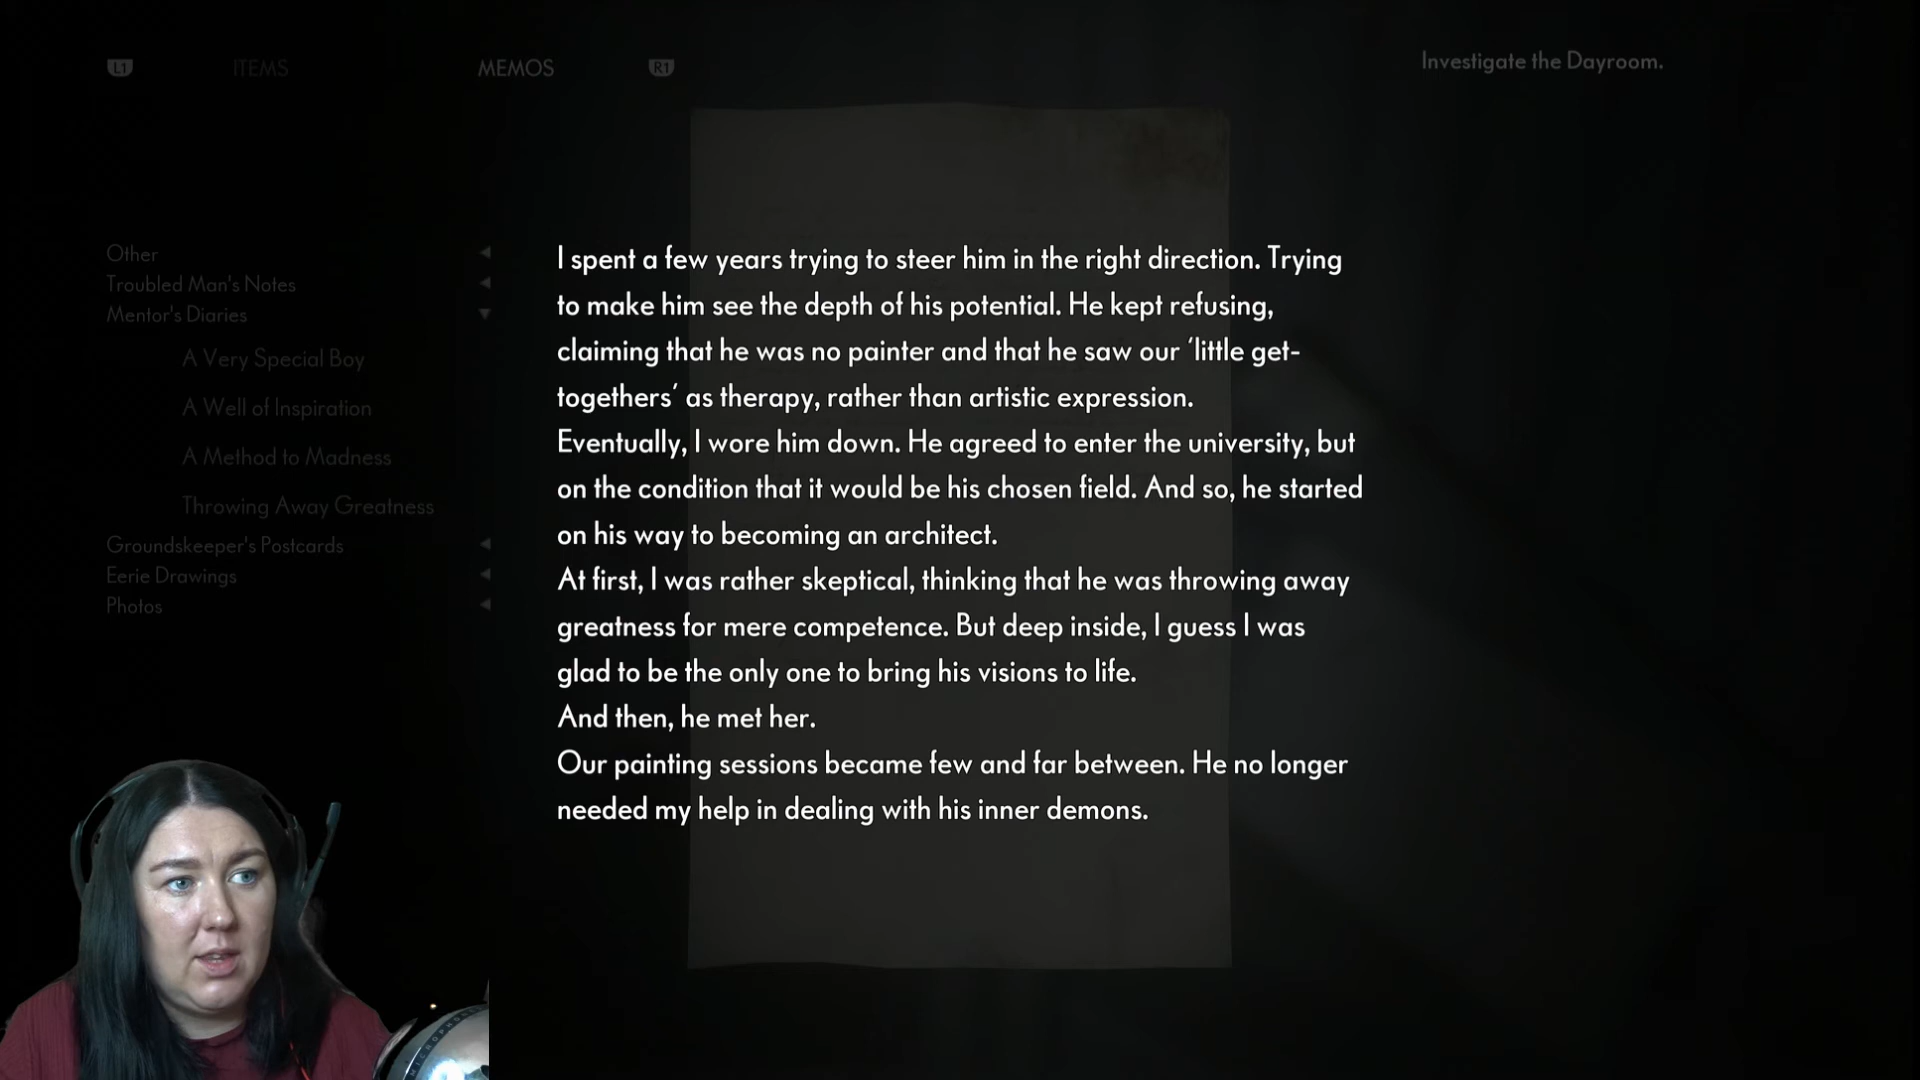 L1 ITEMS MEMOS R1
Investigate the Dayroom.
Other
Troubled Man's Notes
Mentor's Diaries
A Very Special Boy
A Well of Inspiration
A Method to Madness
Throwing Away Greatness
Groundskeeper's Postcards
Eerie Drawings
Photos
I spent a few years trying to steer him in the right direction. Trying
to make him see the depth of his potential. He kept refusing,
claiming that he was no painter and that he saw our 'little get-
togethers' as therapy, rather than artistic expression.
Eventually, I wore him down. He agreed to enter the university, but
on the condition that it would be his chosen field. And so, he started
on his way to becoming an architect.
At first, I was rather skeptical, thinking that he was throwing away
greatness for mere competence. But deep inside, I guess I was
glad to be the only one to bring his visions to life.
And then, he met her.
Our painting sessions became few and far between. He no longer
needed my help in dealing with his inner demons.
MICROPHONES